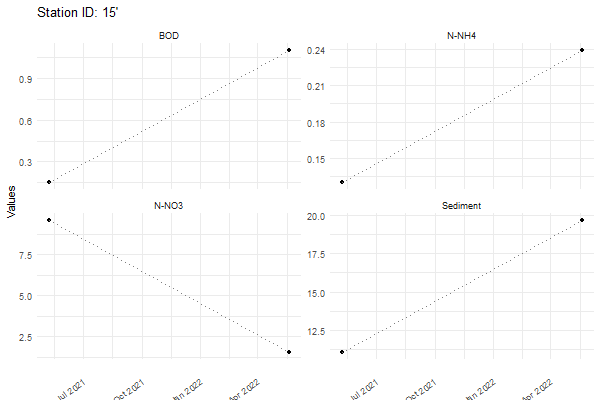 Station ID: 15'
BOD
N-NH4
0.9
0.6
0.3
0.24
0.21
0.18
0.15
Values
N-NO3
Sediment
7.5
5.0
2.5
20.0
17.5
15.0
12.5
Jul 2021
Oct 2021
Jan 2022
Apr 2022
Jul 2021
Oct 2021
Jan 2022
Apr 2022